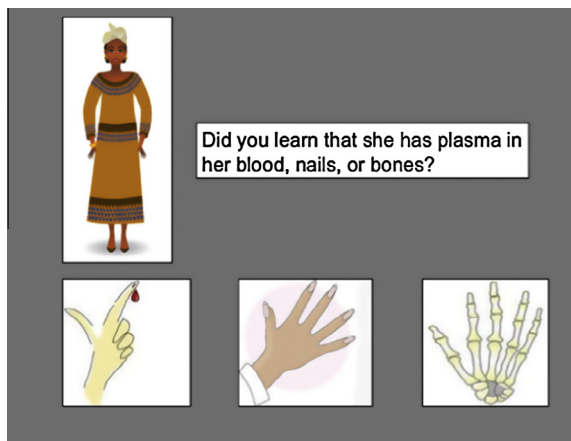 Did you learn that she has plasma in
her blood, nails, or bones?